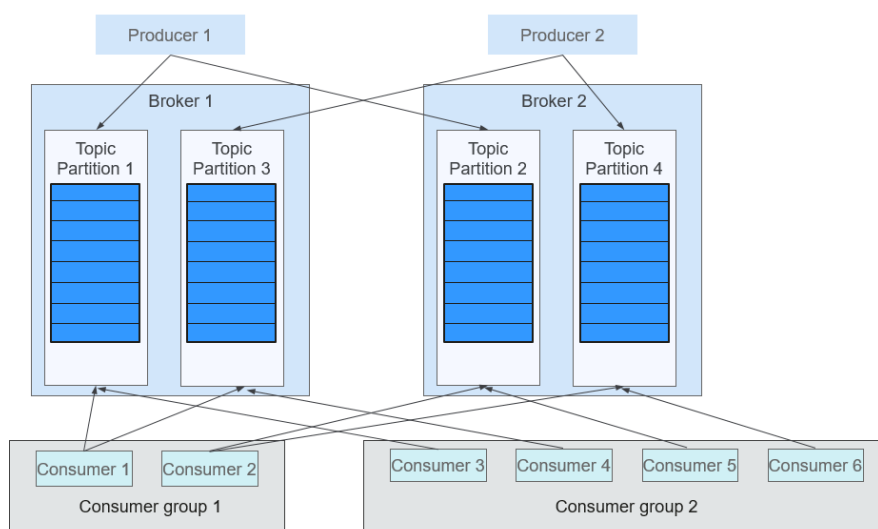 Producer 1
Producer 2
Broker 1
Broker 2
Topic
Partition 1
Topic
Partition 3
Topic
Partition 2
Topic
Partition 4
Consumer 1
Consumer 2
Consumer group 1
Consumer 3
Consumer 4
Consumer 5
Consumer 6
Consumer group 2